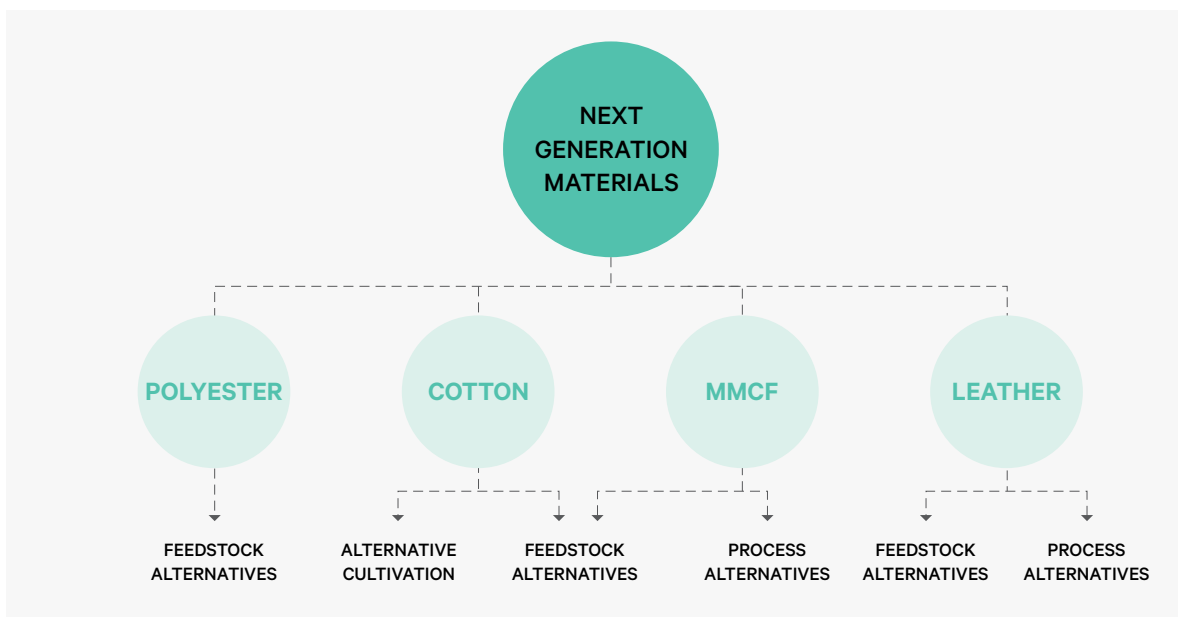 NEXT
GENERATION
MATERIALS
POLYESTER
COTTON
MMCF
LEATHER
FEEDSTOCK
ALTERNATIVES
ALTERNATIVE
CULTIVATION
FEEDSTOCK
ALTERNATIVES
PROCESS
ALTERNATIVES
FEEDSTOCK
ALTERNATIVES
PROCESS
ALTERNATIVES